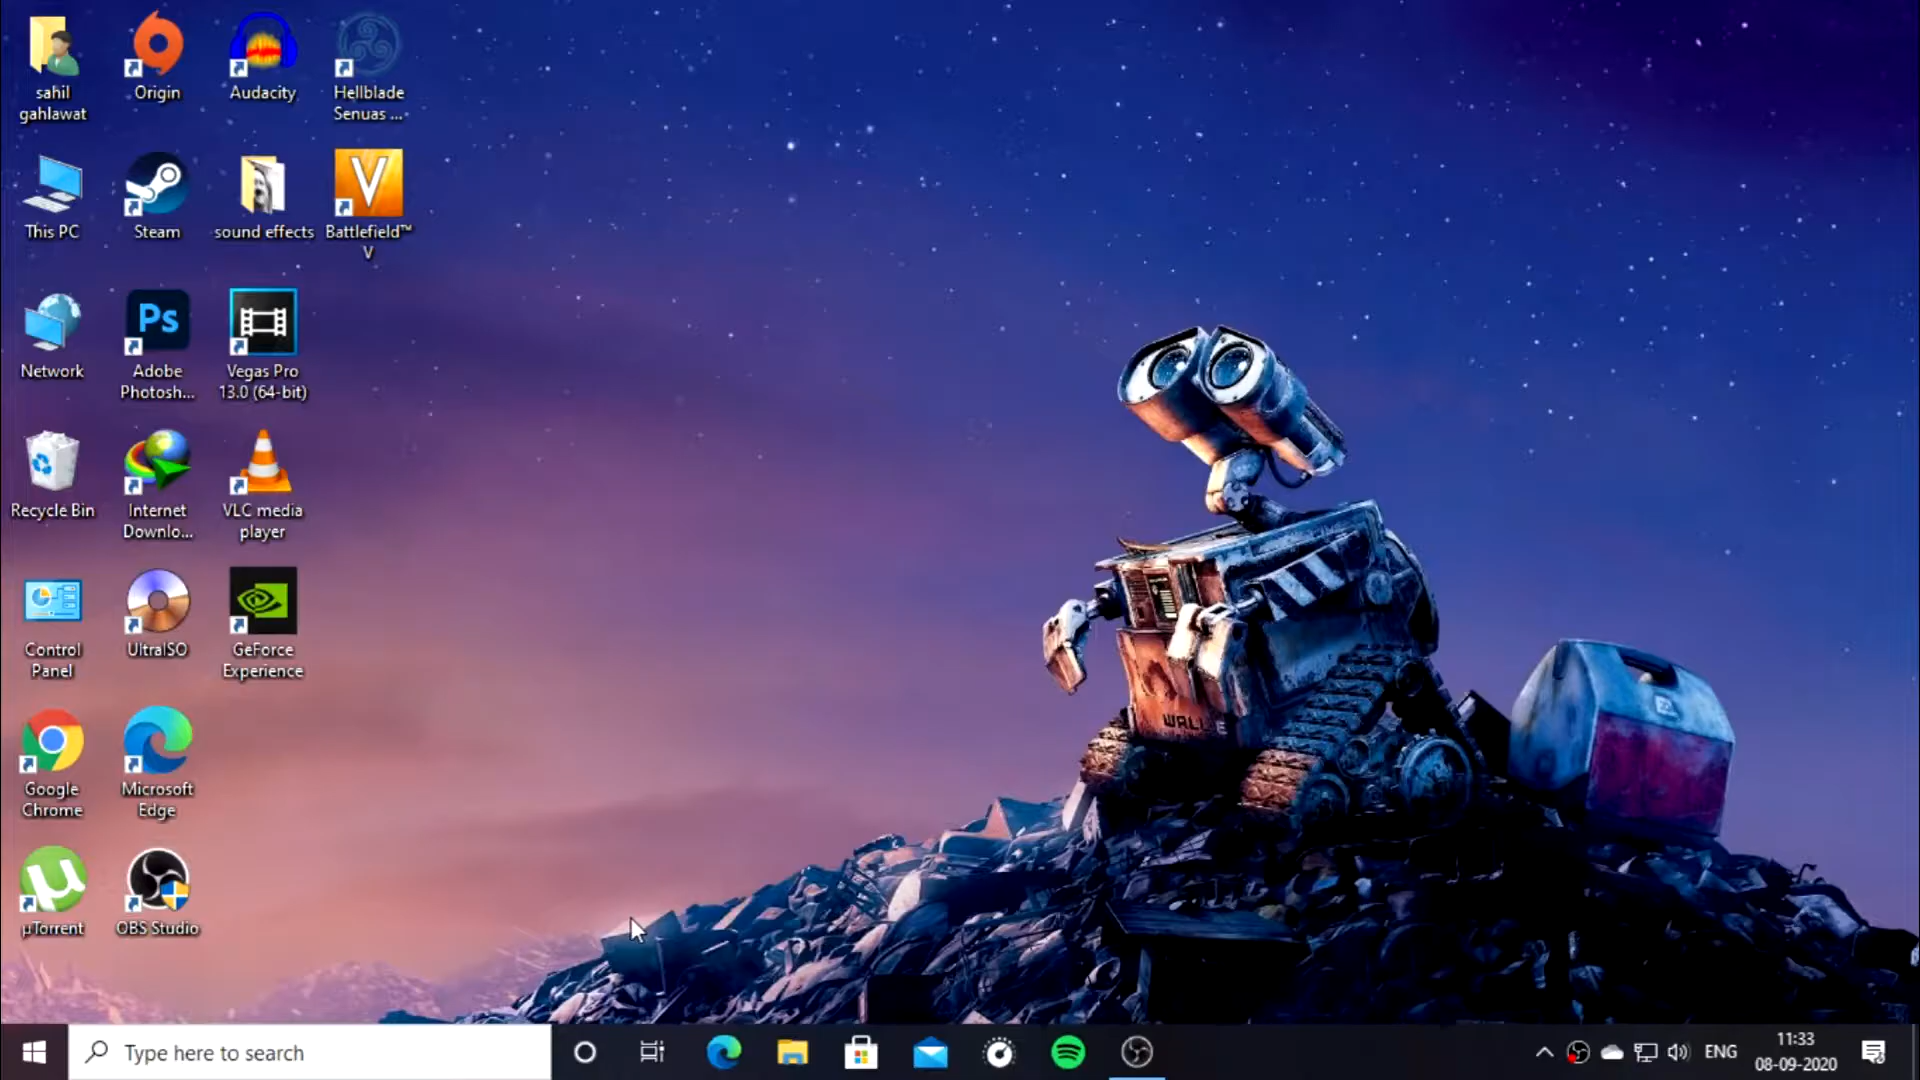 sahil
gahlawat
Origin
Audacity
Hellblade
Senuas ...
This PC
Steam
sound effects
Battlefield™
V
V
Network
Ps
Adobe
Photosh...
Vegas Pro
13.0 (64-bit)
Recycle Bin
Internet
Downlo...
VLC media
player
Control
Panel
UltraISO
GeForce
Experience
Google
Chrome
Microsoft
Edge
µ
µTorrent
OBS Studio
WALL
Type here to search
ENG
11:33
08-09-2020